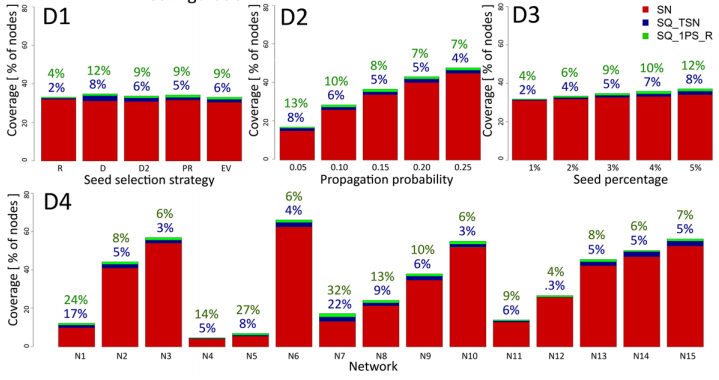 D1
Coverage [ % of nodes]
80
60
40
20
0
4% 12% 9% 9% 9%
2% 8% 6% 5% 6%
R D D2 PR EV
Seed selection strategy
D2
Coverage [ % of nodes]
80
60
40
20
0
13% 10% 8% 7% 7%
8% 6% 5% 5% 4%
0.05 0.10 0.15 0.20 0.25
Propagation probability
D3
SN
SQ_TSN
SQ_1PS_R
Coverage [ % of nodes]
80
60
40
20
0
4% 6% 9% 10% 12%
2% 4% 5% 7% 8%
1% 2% 3% 4% 5%
Seed percentage
D4
Coverage [ % of nodes]
80
60
40
20
0
24% 8% 6% 14% 27% 6% 32% 13% 10% 6% 9% 4% 8% 6% 7%
17% 5% 3% 5% 8% 4% 22% 9% 6% 3% 6% .3% 5% 5% 5%
N1 N2 N3 N4 N5 N6 N7 N8 N9 N10 N11 N12 N13 N14 N15
Network